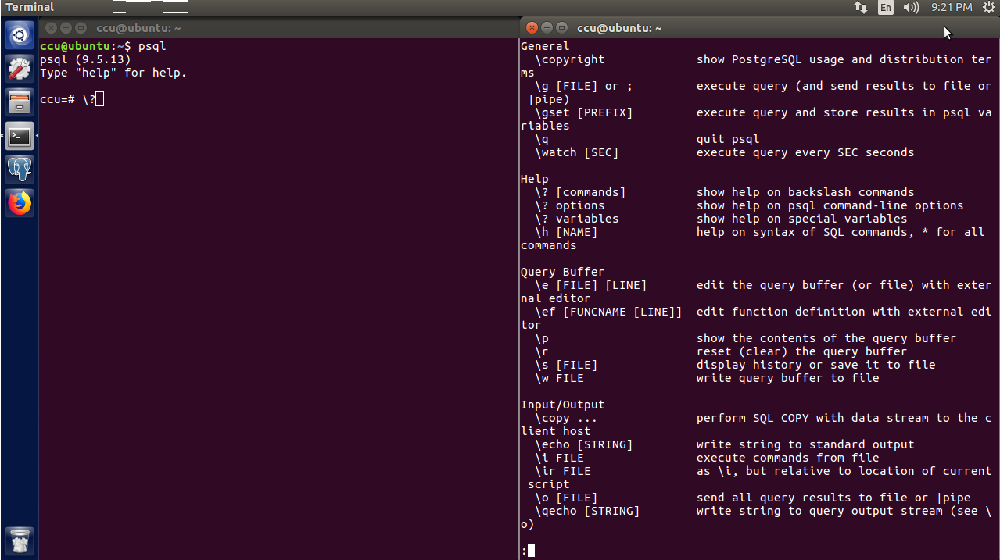 Terminal
En
9:21 PM
ccu@ubuntu: ~
ccu@ubuntu:~$ psql
psql (9.5.13)
Type "help" for help.
ccu=# \?
ccu@ubuntu: ~
General
  \copyright             show PostgreSQL usage and distribution ter
ms
  \g [FILE] or ;         execute query (and send results to file or
 |pipe)
  \gset [PREFIX]         execute query and store results in psql va
riables
  \q                     quit psql
  \watch [SEC]           execute query every SEC seconds
Help
  \? [commands]          show help on backslash commands
  \? options             show help on psql command-line options
  \? variables           show help on special variables
  \h [NAME]              help on syntax of SQL commands, * for all
commands
Query Buffer
  \e [FILE] [LINE]       edit the query buffer (or file) with exter
nal editor
  \ef [FUNCNAME [LINE]]  edit function definition with external edi
tor
  \p                     show the contents of the query buffer
  \r                     reset (clear) the query buffer
  \s [FILE]              display history or save it to file
  \w FILE                write query buffer to file
Input/Output
  \copy ...              perform SQL COPY with data stream to the c
lient host
  \echo [STRING]         write string to standard output
  \i FILE                execute commands from file
  \ir FILE               as \i, but relative to location of current
 script
  \o [FILE]              send all query results to file or |pipe
  \qecho [STRING]        write string to query output stream (see \
o)
: